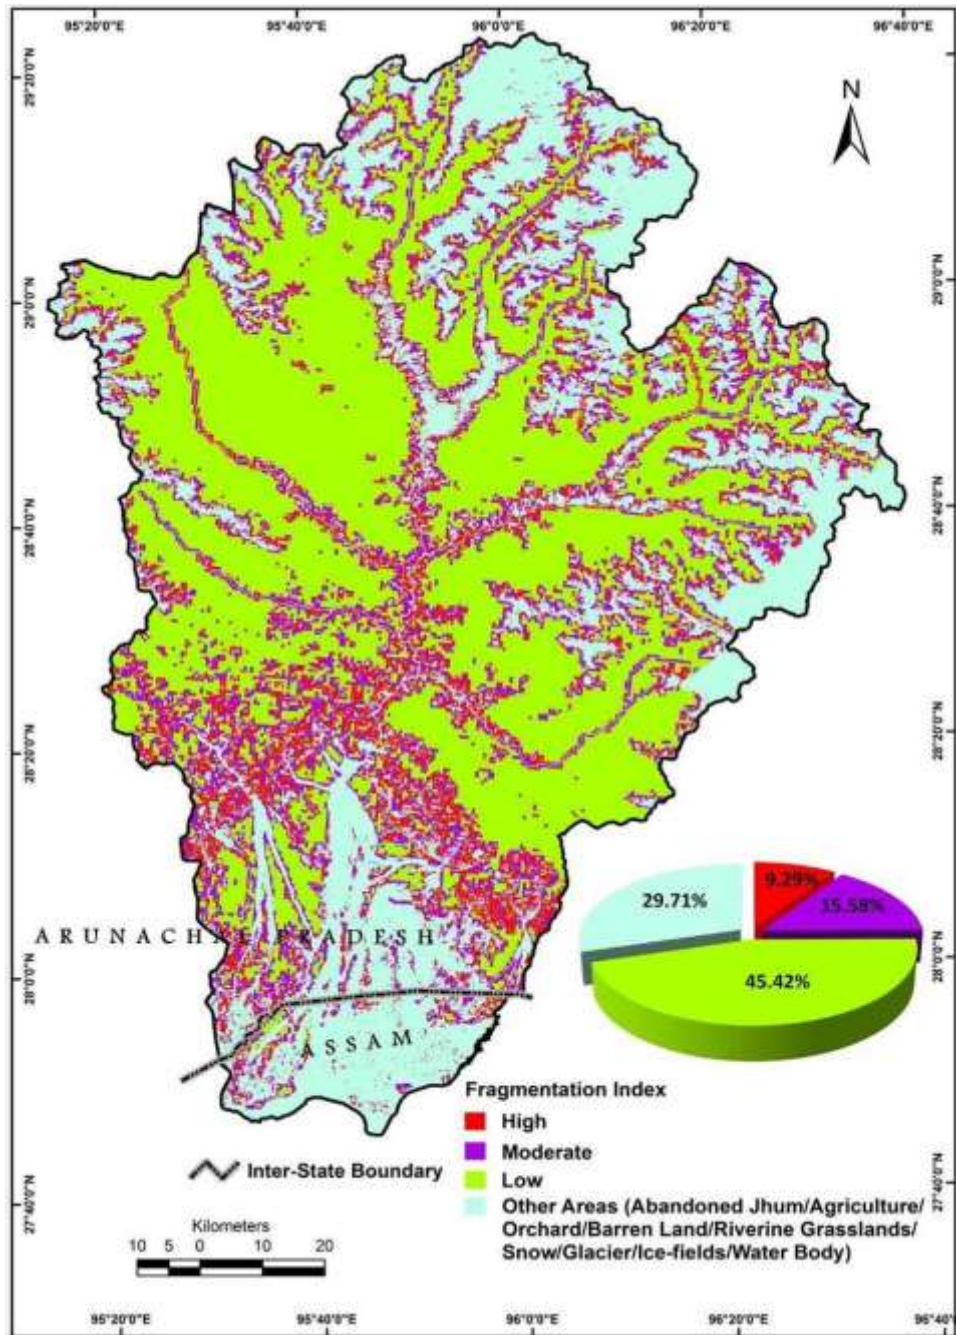 95°20'0"E 95°40'0"E 96°0'0"E 96°20'0"E 96°40'0"E
29°20'0"N
N
29°0'0"N
29°0'0"N
28°40'0"N
28°40'0"N
28°20'0"N
28°20'0"N
9.29%
29.71%
15.58%
ARUNACHAL PRADESH
28°0'0"N
28°0'0"N
45.42%
ASSAM
Fragmentation Index
High
Moderate
Inter-State Boundary
Low
27°40'0"N
27°40'0"N
Other Areas (Abandoned Jhum/Agriculture/
Orchard/Barren Land/Riverine Grasslands/
Snow/Glacier/Ice-fields/Water Body)
Kilometers
10 5 0 10 20
95°20'0"E 95°40'0"E 96°0'0"E 96°20'0"E 96°40'0"E